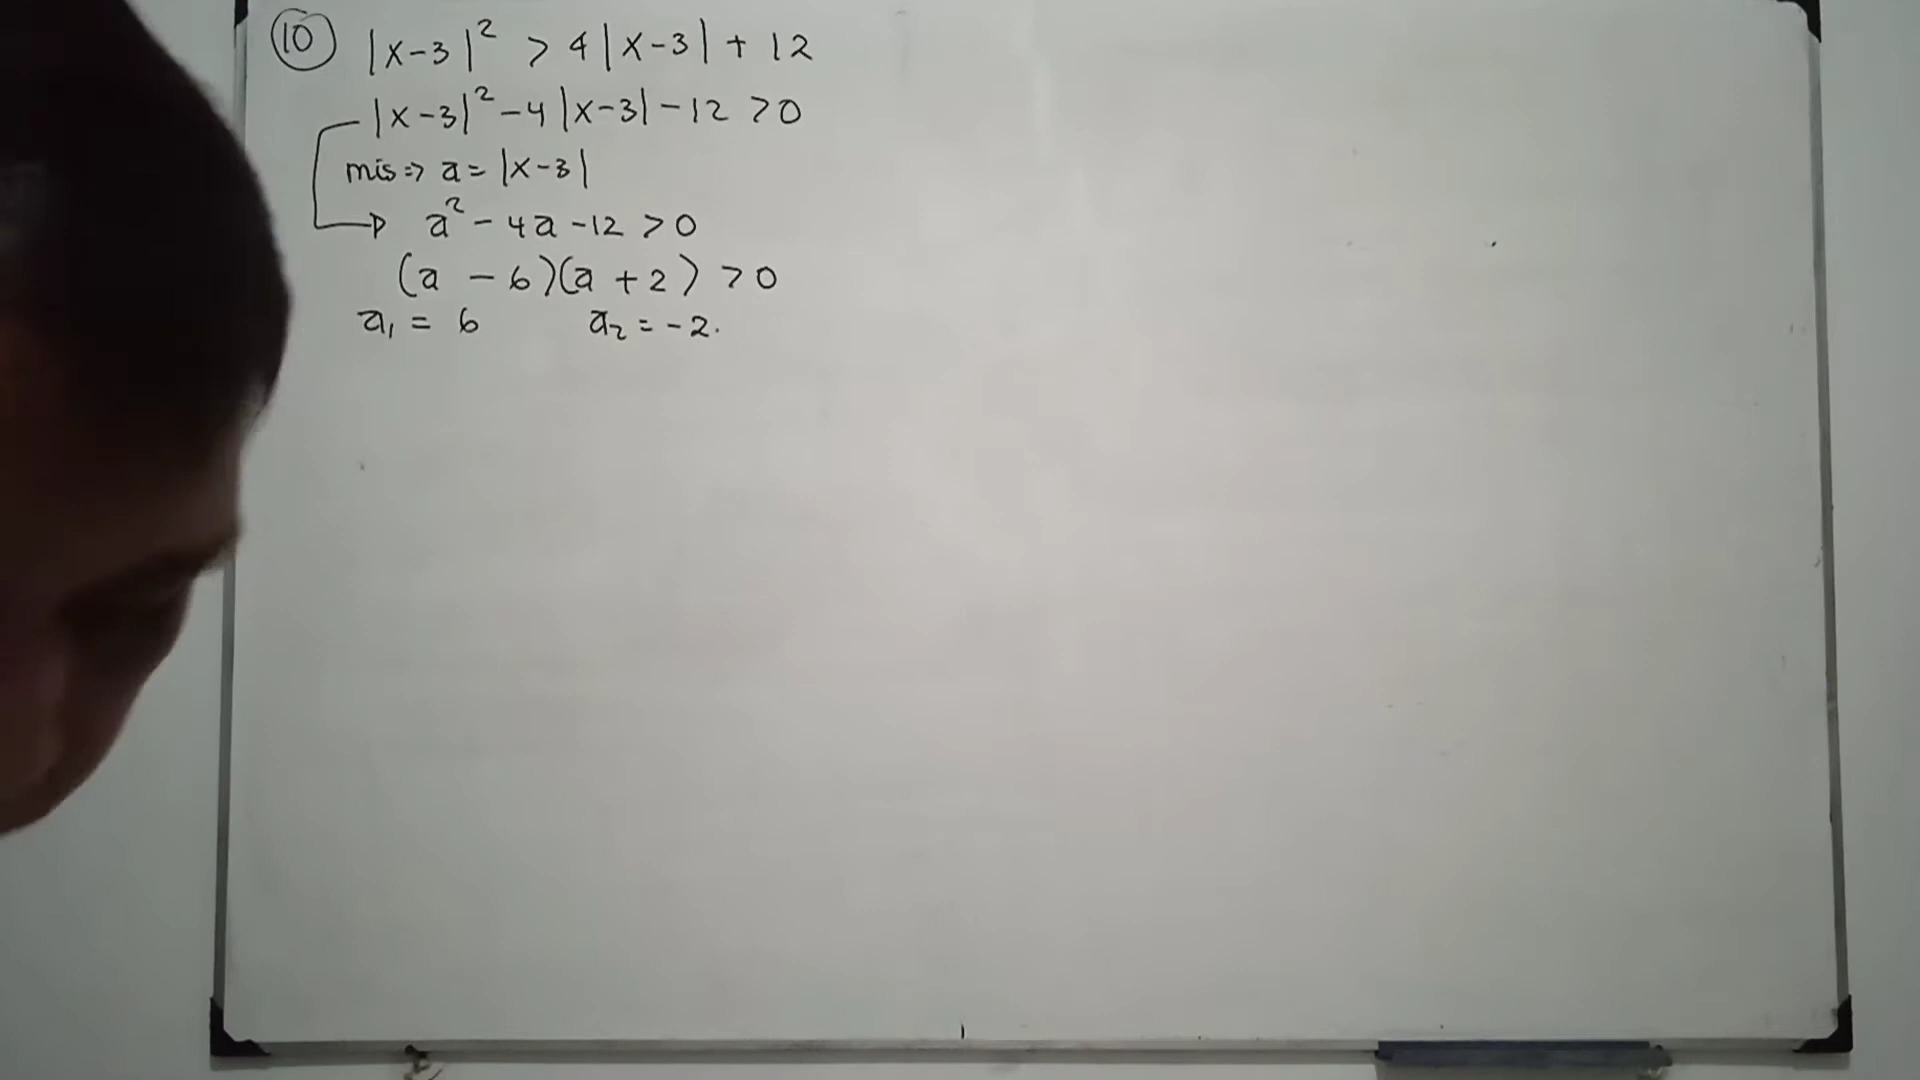 ⑩ |x-3|² > 4|x-3| + 12
|x-3|² - 4|x-3| - 12 > 0
mis => a = |x-3|
a² - 4a - 12 > 0
(a - 6)(a + 2) > 0
a₁ = 6 a₂ = -2.